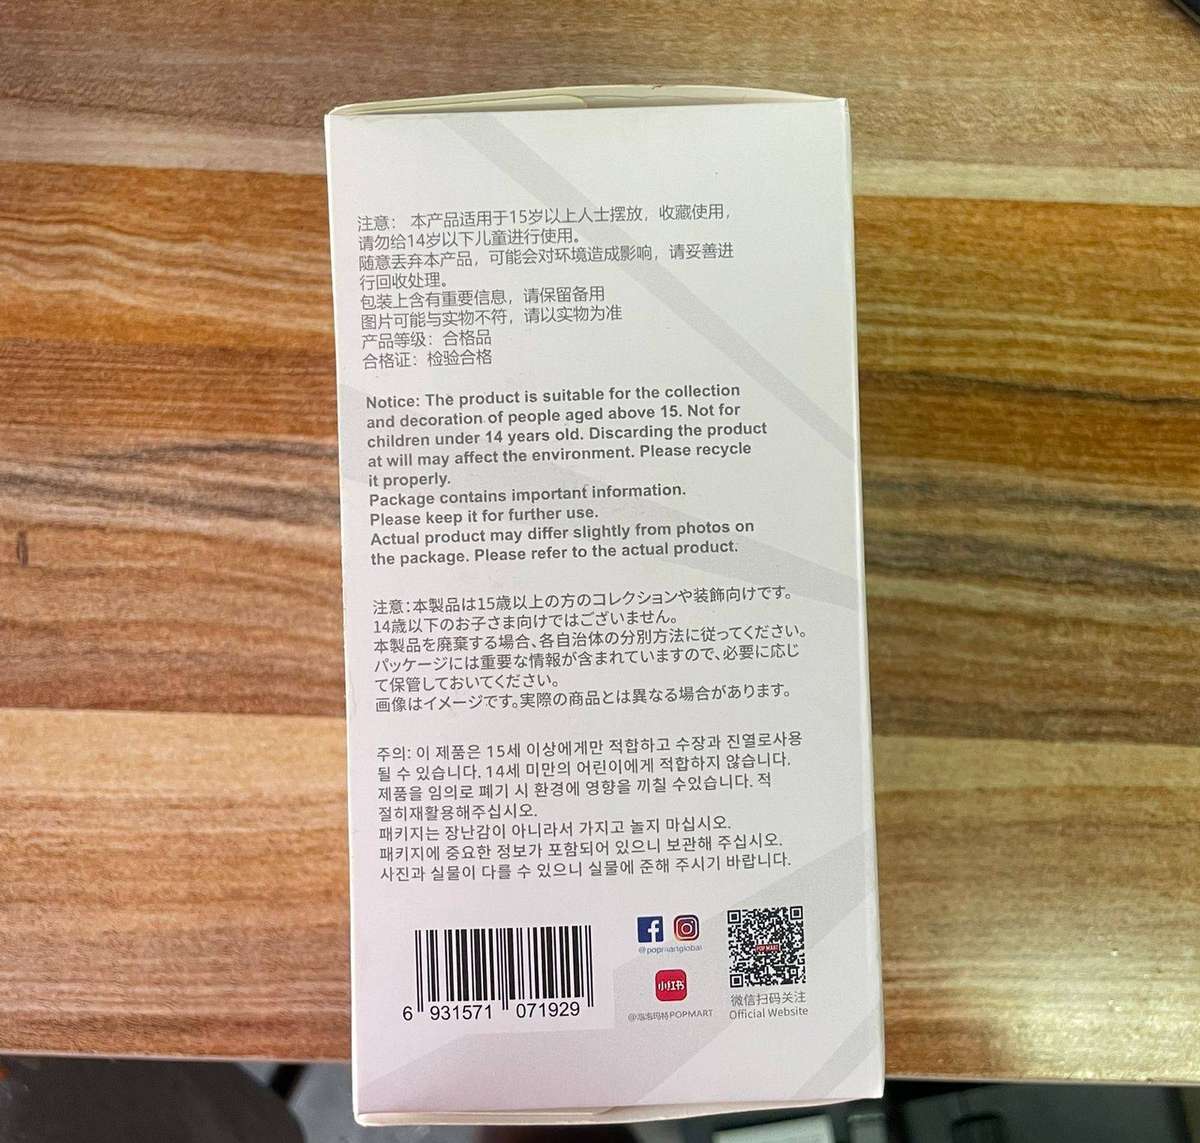 注意： 本产品适用于15岁以上人士摆放，收藏使用，
请勿给14岁以下儿童进行使用。
随意丢弃本产品，可能会对环境造成影响，请妥善进
行回收处理。
包装上含有重要信息，请保留备用
图片可能与实物不符，请以实物为准
产品等级：合格品
合格证：检验合格
Notice: The product is suitable for the collection
and decoration of people aged above 15. Not for
children under 14 years old. Discarding the product
at will may affect the environment. Please recycle
it properly.
Package contains important information.
Please keep it for further use.
Actual product may differ slightly from photos on
the package. Please refer to the actual product.
注意：本製品は15歳以上の方のコレクションや装飾向けです。
14歳以下のお子さま向けではございません。
本製品を廃棄する場合、各自治体の分別方法に従ってください。
パッケージには重要な情報が含まれていますので、必要に応じ
て保管しておいてください。
画像はイメージです。実際の商品とは異なる場合があります。
주의: 이 제품은 15세 이상에게만 적합하고 수장과 진열로사용
될 수 있습니다. 14세 미만의 어린이에게 적합하지 않습니다.
제품을 임의로 폐기 시 환경에 영향을 끼칠 수있습니다. 적
절히재활용해주십시오.
패키지는 장난감이 아니라서 가지고 놀지 마십시오.
패키지에 중요한 정보가 포함되어 있으니 보관해 주십시오.
사진과 실물이 다를 수 있으니 실물에 준해 주시기 바랍니다.
6 931571 071929
@popmartglobal
小红书
@泡泡玛特POPMART
POP MART
微信扫码关注
Official Website